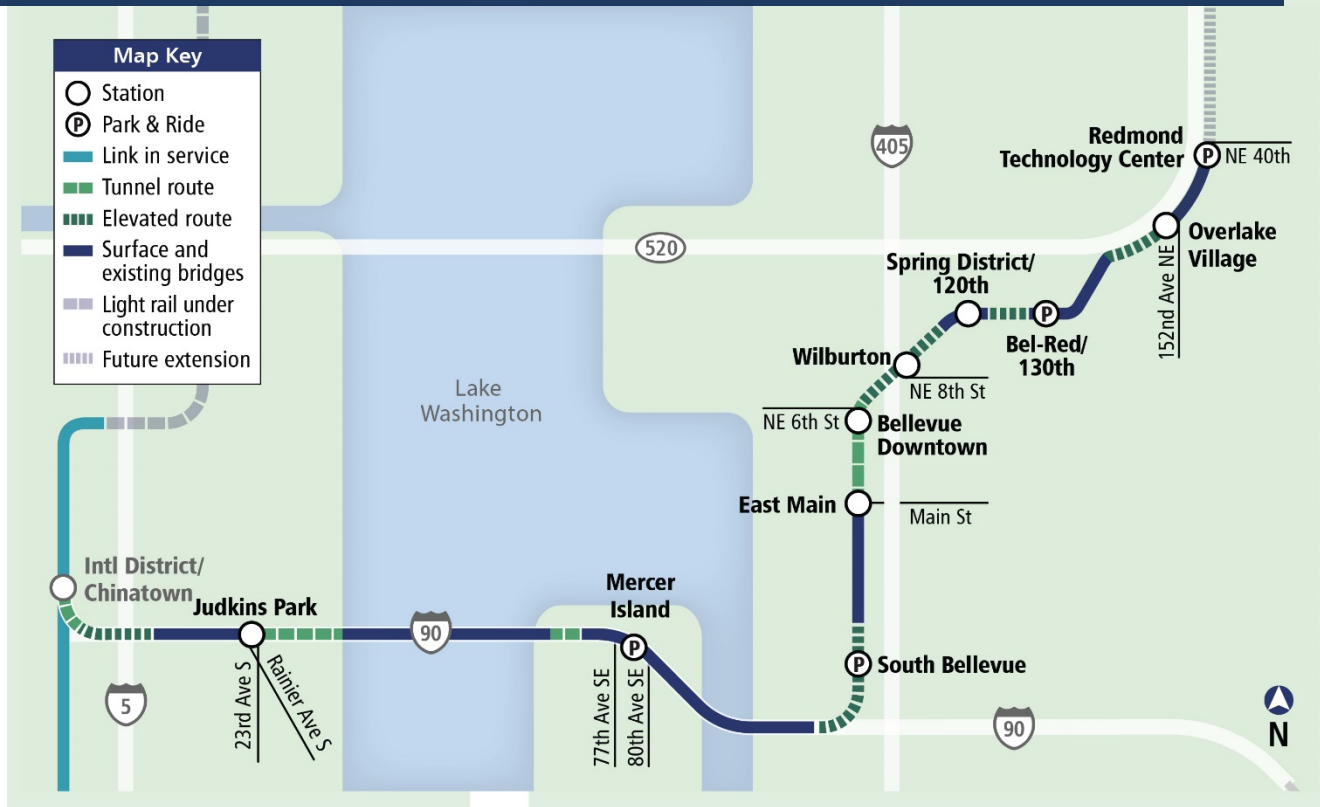 Map Key
Station
P Park & Ride
Link in service
Tunnel route
Elevated route
Surface and
existing bridges
Light rail under
construction
Future extension
405
Redmond
Technology Center
P
NE 40th
520
Overlake
Village
152nd Ave NE
Spring District/
120th
P
Bel-Red/
130th
Wilburton
NE 8th St
NE 6th St
Bellevue
Downtown
Lake
Washington
East Main
Main St
Intl District/
Chinatown
Judkins Park
23rd Ave S
Rainier Ave S
5
90
Mercer
Island
P
77th Ave SE
80th Ave SE
P
South Bellevue
90
N